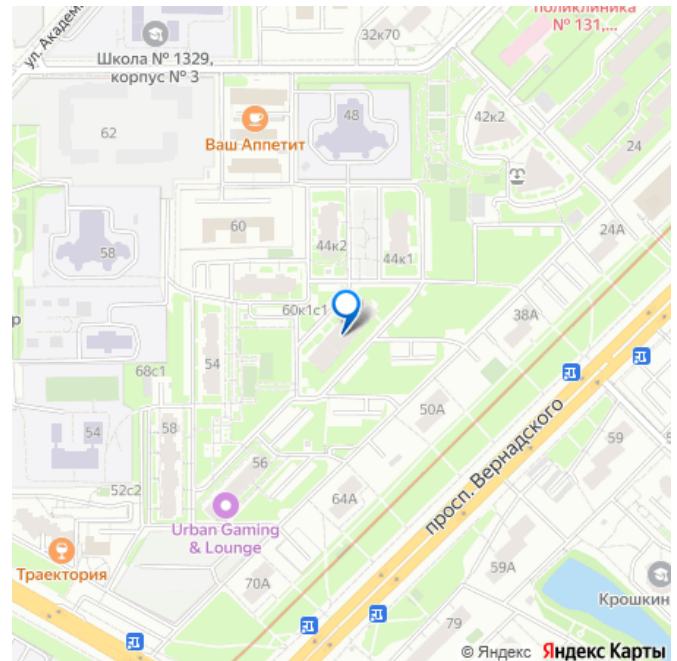 поликлиника
№ 131,...
ул. Академ
32к70
Школа № 1329,
корпус № 3
62
Ваш Аппетит
48
42к2
24
60
44к2
44к1
24А
58
60к1с1
38А
р
54
68с1
50А
54
58
56
59
52с2
64А
просп. Вернадского
Urban Gaming
& Lounge
Траектория
70А
59А
Крошкин
79
© Яндекс Яндекс Карты